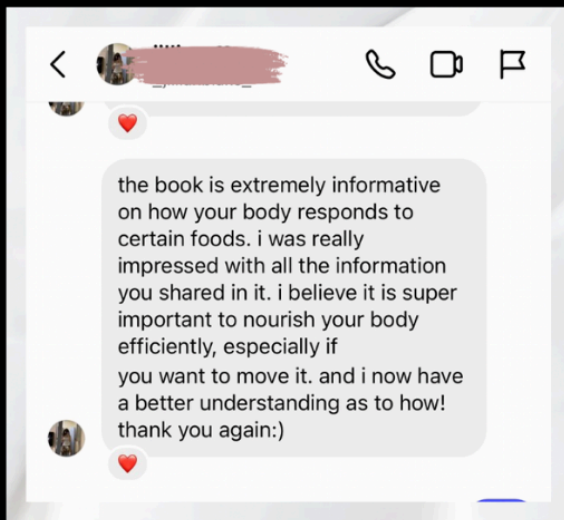 the book is extremely informative
on how your body responds to
certain foods. i was really
impressed with all the information
you shared in it. i believe it is super
important to nourish your body
efficiently, especially if
you want to move it. and i now have
a better understanding as to how!
thank you again:)